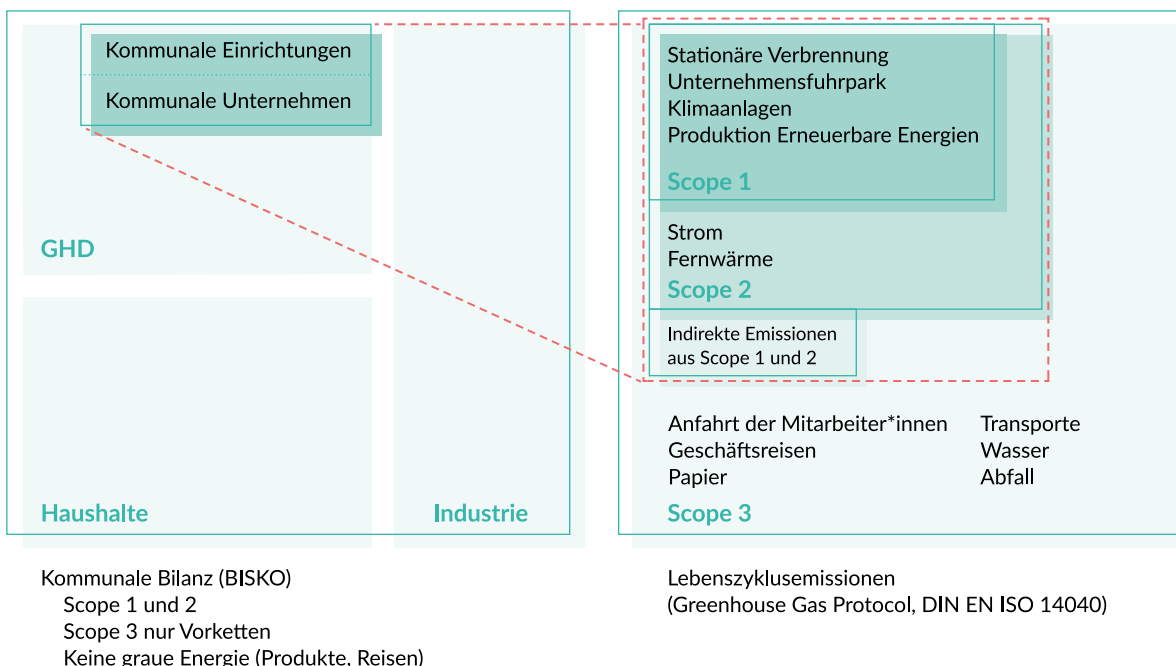 Kommunale Einrichtungen
Kommunale Unternehmen
GHD
Haushalte
Industrie
Kommunale Bilanz (BISKO)
Scope 1 und 2
Scope 3 nur Vorketten
Keine graue Energie (Produkte, Reisen)
Stationäre Verbrennung
Unternehmensfuhrpark
Klimaanlagen
Produktion Erneuerbare Energien
Scope 1
Strom
Fernwärme
Scope 2
Indirekte Emissionen
aus Scope 1 und 2
Anfahrt der Mitarbeiter*innen
Geschäftsreisen
Papier
Transporte
Wasser
Abfall
Scope 3
Lebenszyklusemissionen
(Greenhouse Gas Protocol, DIN EN ISO 14040)